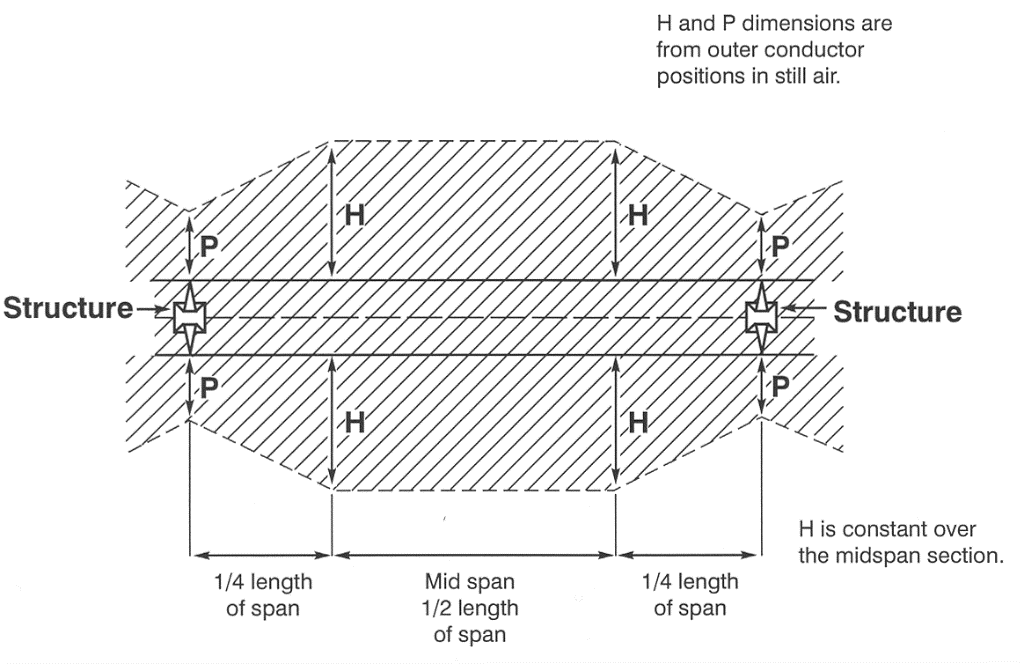 H and P dimensions are
from outer conductor
positions in still air.
H
H
P
P
Structure
Structure
P
P
H
H
H is constant over
the midspan section.
1/4 length
of span
Mid span
1/2 length
of span
1/4 length
of span